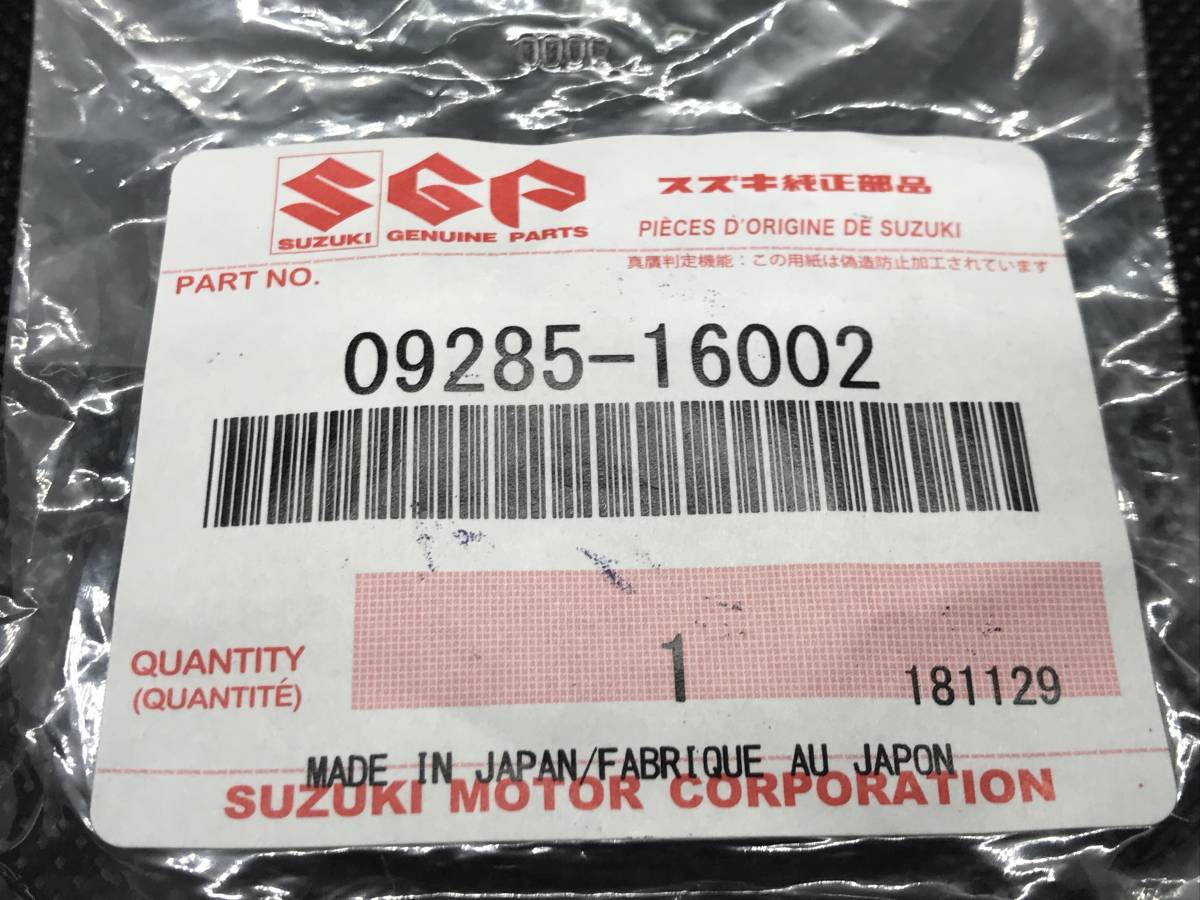 SGP
スズキ純正部品
SUZUKI
GENUINE PARTS
PIÈCES D'ORIGINE DE SUZUKI
真贋判定機能：この用紙は偽造防止加工されています
PART NO.
09285-16002
QUANTITY
(QUANTITÉ)
1
181129
MADE IN JAPAN/FABRIQUE AU JAPON
SUZUKI MOTOR CORPORATION